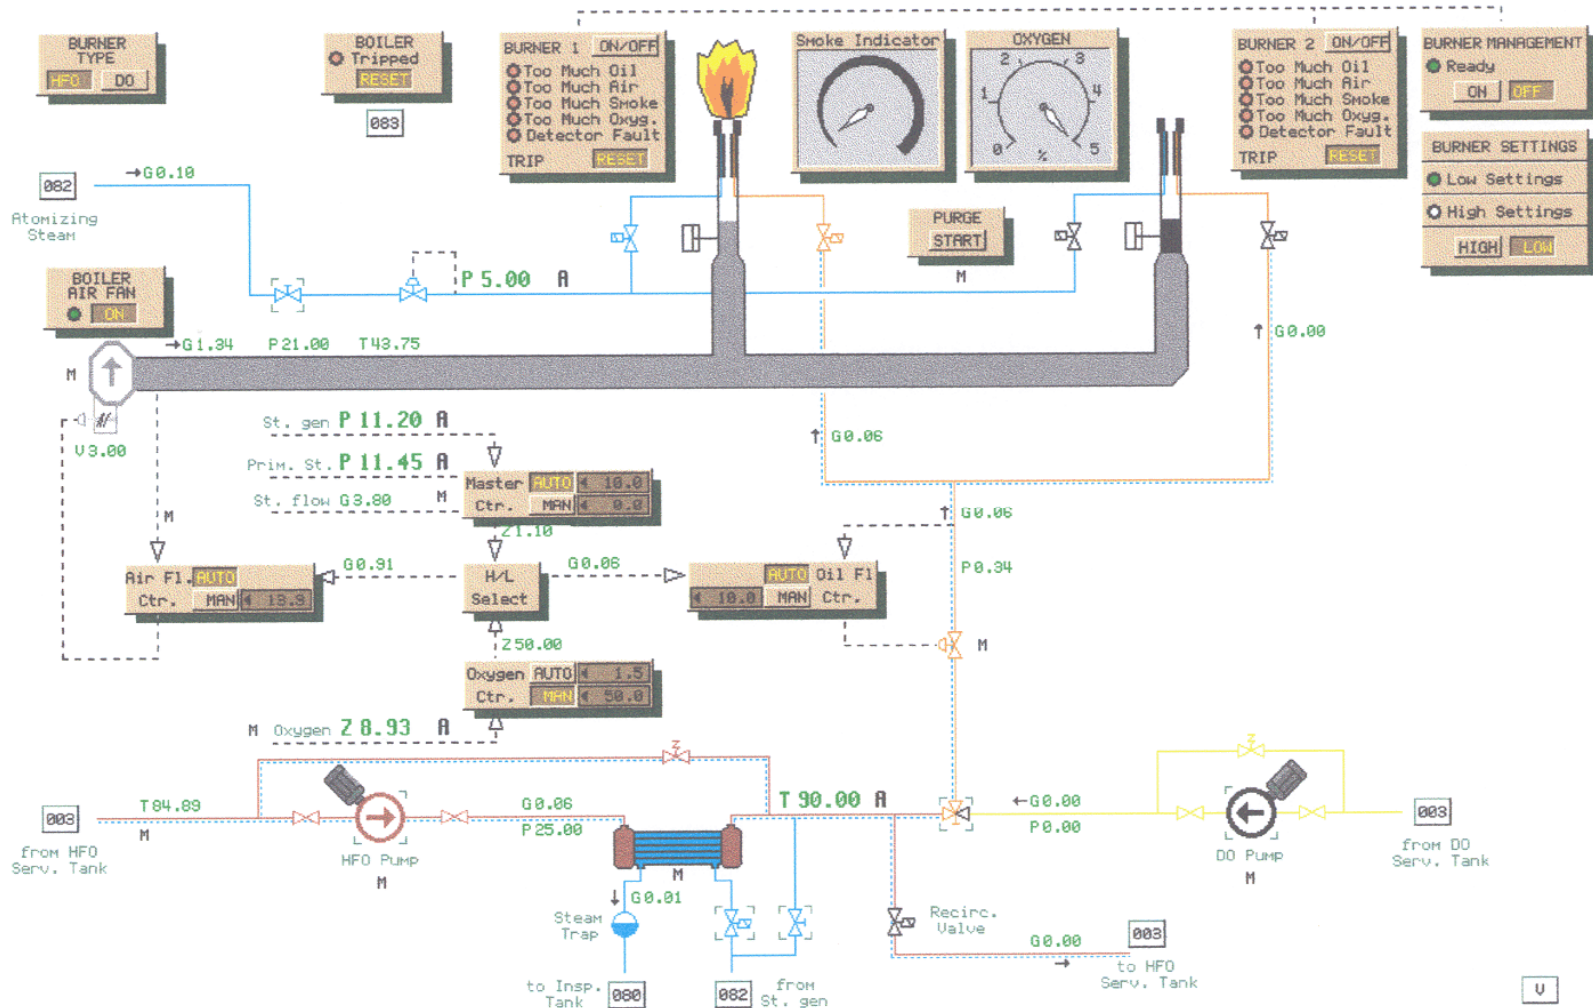 BURNER
TYPE
HFO DO
BOILER
Tripped
RESET
083
BURNER 1 ON/OFF
Too Much Oil
Too Much Air
Too Much Smoke
Too Much Oxyg.
Detector Fault
TRIP RESET
Smoke Indicator
OXYGEN
0 1 2 3 4 5
%
BURNER 2 ON/OFF
Too Much Oil
Too Much Air
Too Much Smoke
Too Much Oxyg.
Detector Fault
TRIP RESET
BURNER MANAGEMENT
Ready
ON OFF
BURNER SETTINGS
Low Settings
High Settings
HIGH LOW
082
G0.10
Atomizing
Steam
PURGE
START
M
BOILER
AIR FAN
ON
P 5.00 A
G1.34 P21.00 T43.75
M
V3.00
G0.00
St. gen P 11.20 A
G0.06
Prim. St. P 11.45 A
St. flow G3.80 M
Master AUTO 10.0
Ctr. MAN 0.0
Z1.10
M
G0.06
P0.34
Air Fl. AUTO
Ctr. MAN 13.9
G0.91
H/L
Select
G0.06
AUTO Oil Fl
10.0 MAN Ctr.
M
Z50.00
Oxygen AUTO 1.5
Ctr. MAN 50.0
M Oxygen Z 8.93 A
003
T84.89
M
from HFO
Serv. Tank
HFO Pump
M
G0.06
P25.00
T 90.00 A
M
G0.00
P0.00
DO Pump
M
003
from DO
Serv. Tank
G0.01
Steam
Trap
to Insp.
Tank
080
082
from
St. gen
Recirc.
Valve
G0.00
003
to HFO
Serv. Tank
V